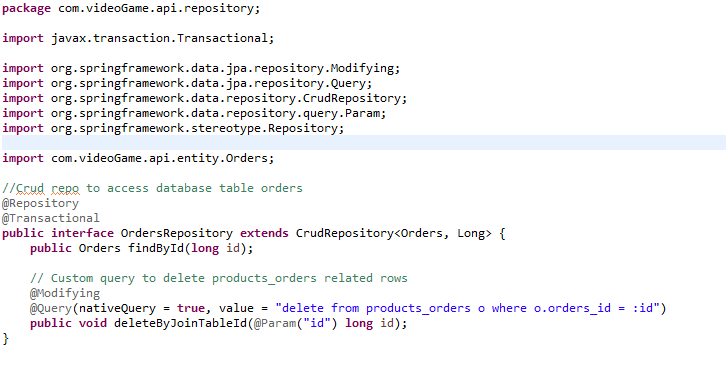 package com.videoGame.api.repository;
import javax.transaction.Transactional;
import org.springframework.data.jpa.repository.Modifying;
import org.springframework.data.jpa.repository.Query;
import org.springframework.data.repository.CrudRepository;
import org.springframework.data.repository.query.Param;
import org.springframework.stereotype.Repository;
import com.videoGame.api.entity.Orders;
//Crud repo to access database table orders
@Repository
@Transactional
public interface OrdersRepository extends CrudRepository<Orders, Long> {
    public Orders findById(long id);
    // Custom query to delete products_orders related rows
    @Modifying
    @Query(nativeQuery = true, value = "delete from products_orders o where o.orders_id = :id")
    public void deleteByJoinTableId(@Param("id") long id);
}